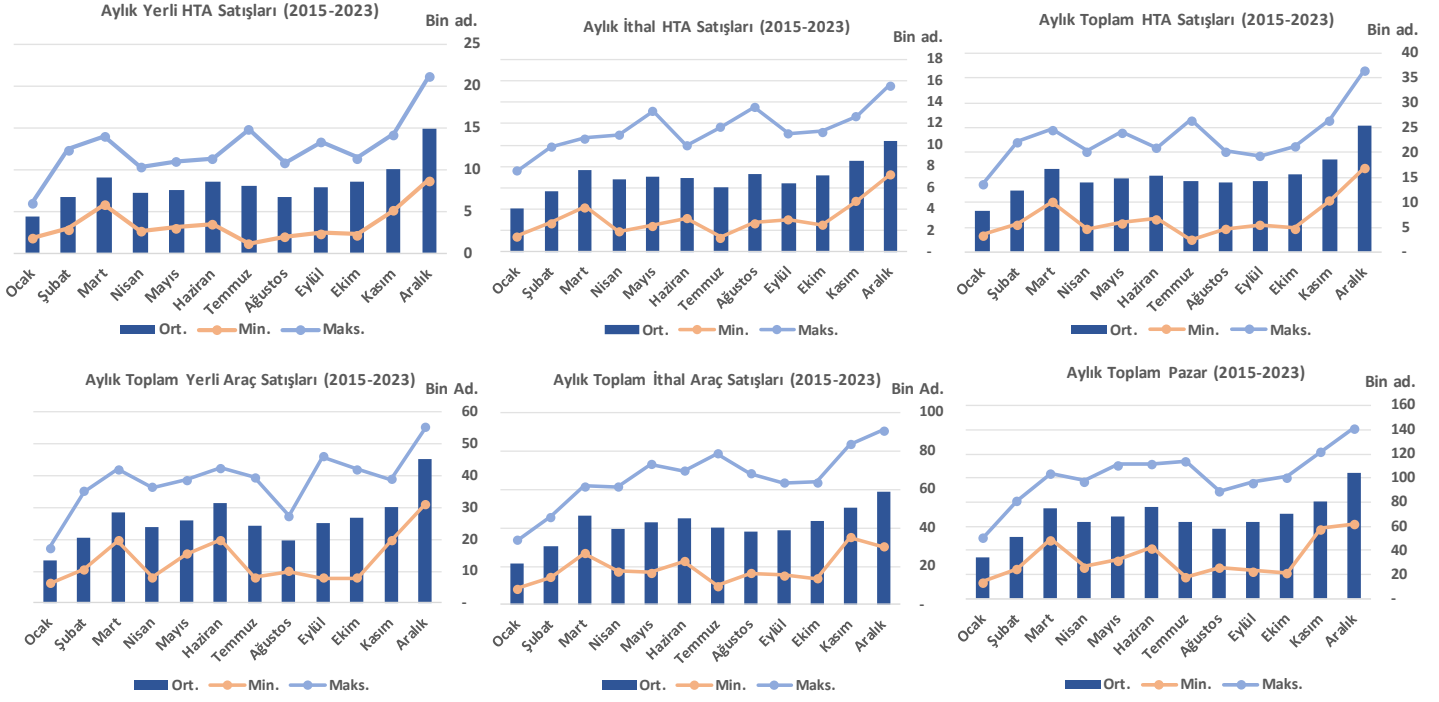 Aylık Yerli HTA Satışları (2015-2023)
Bin ad.
25
20
15
10
5
0
Ocak
Şubat
Mart
Nisan
Mayıs
Haziran
Temmuz
Ağustos
Eylül
Ekim
Kasım
Aralık
Ort. Min. Maks.
Aylık İthal HTA Satışları (2015-2023)
Bin ad.
18
16
14
12
10
8
6
4
2
-
Ocak
Şubat
Mart
Nisan
Mayıs
Haziran
Temmuz
Ağustos
Eylül
Ekim
Kasım
Aralık
Ort. Min. Maks.
Aylık Toplam HTA Satışları (2015-2023)
Bin ad.
40
35
30
25
20
15
10
5
-
Ocak
Şubat
Mart
Nisan
Mayıs
Haziran
Temmuz
Ağustos
Eylül
Ekim
Kasım
Aralık
Ort. Min. Maks.
Aylık Toplam Yerli Araç Satışları (2015-2023)
Bin Ad.
60
50
40
30
20
10
-
Ocak
Şubat
Mart
Nisan
Mayıs
Haziran
Temmuz
Ağustos
Eylül
Ekim
Kasım
Aralık
Ort. Min. Maks.
Aylık Toplam İthal Araç Satışları (2015-2023)
Bin Ad.
100
80
60
40
20
-
Ocak
Şubat
Mart
Nisan
Mayıs
Haziran
Temmuz
Ağustos
Eylül
Ekim
Kasım
Aralık
Ort. Min. Maks.
Aylık Toplam Pazar (2015-2023)
Bin ad.
160
140
120
100
80
60
40
20
-
Ocak
Şubat
Mart
Nisan
Mayıs
Haziran
Temmuz
Ağustos
Eylül
Ekim
Kasım
Aralık
Ort. Min. Maks.